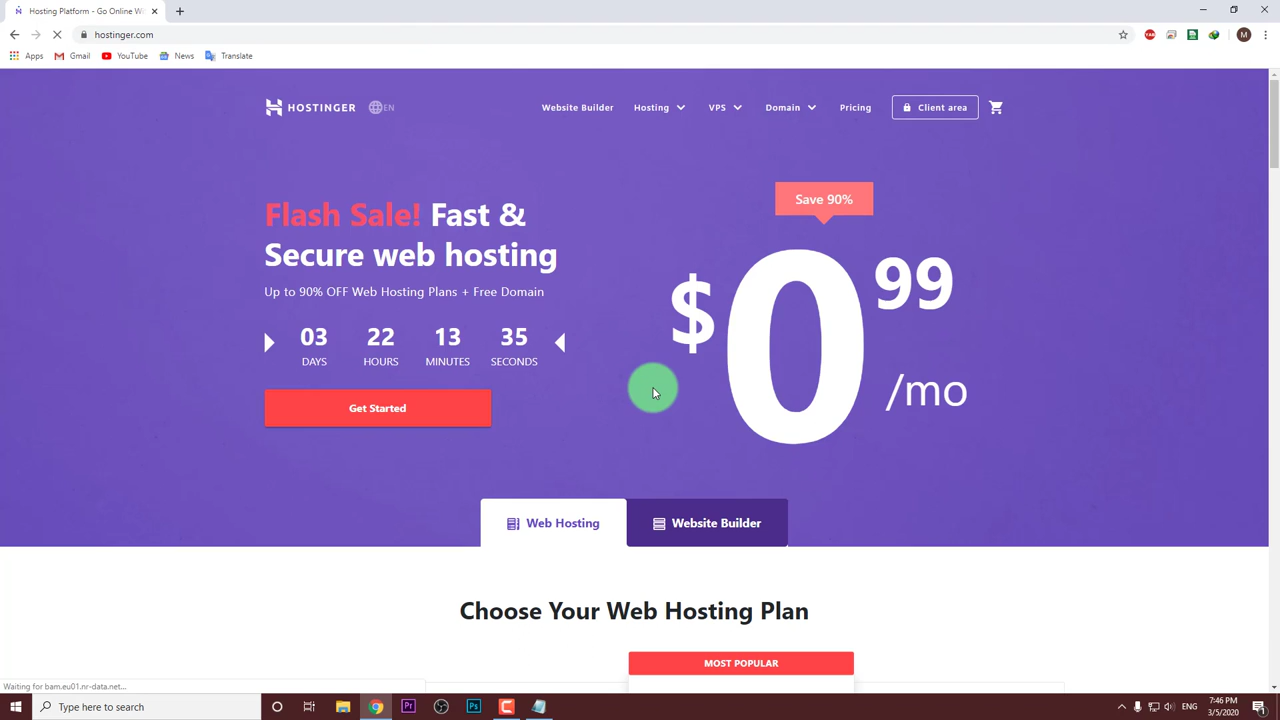 Hosting Platform - Go Online Wi
hostinger.com
Apps Gmail YouTube News Translate
HOSTINGER EN Website Builder Hosting VPS Domain Pricing Client area
Save 90%
Flash Sale! Fast &
Secure web hosting
Up to 90% OFF Web Hosting Plans + Free Domain
$0 99 /mo
03 22 13 35
DAYS HOURS MINUTES SECONDS
Get Started
Web Hosting Website Builder
Choose Your Web Hosting Plan
MOST POPULAR
Waiting for bam.eu01.nr-data.net...
Type here to search
Pr Ps
ENG
7:46 PM
3/5/2020